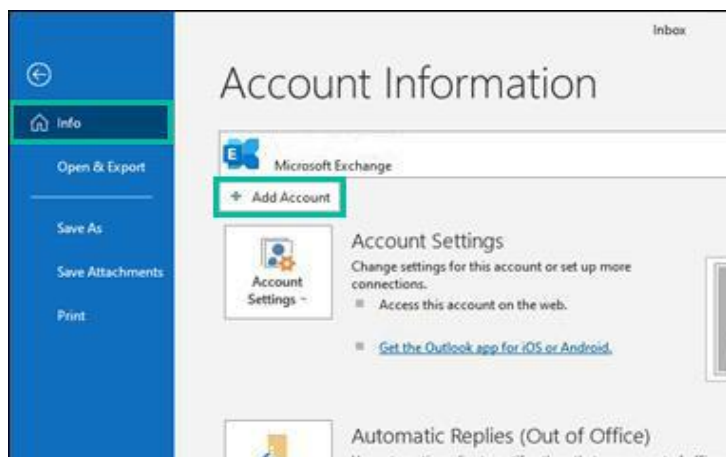 Inbox
Account Information
Info
Open & Export
Save As
Save Attachments
Print
E
Microsoft Exchange
+ Add Account
Account
Settings
Account Settings
Change settings for this account or set up more
connections.
Access this account on the web.
Get the Outlook app for iOS or Android.
Automatic Replies (Out of Office)